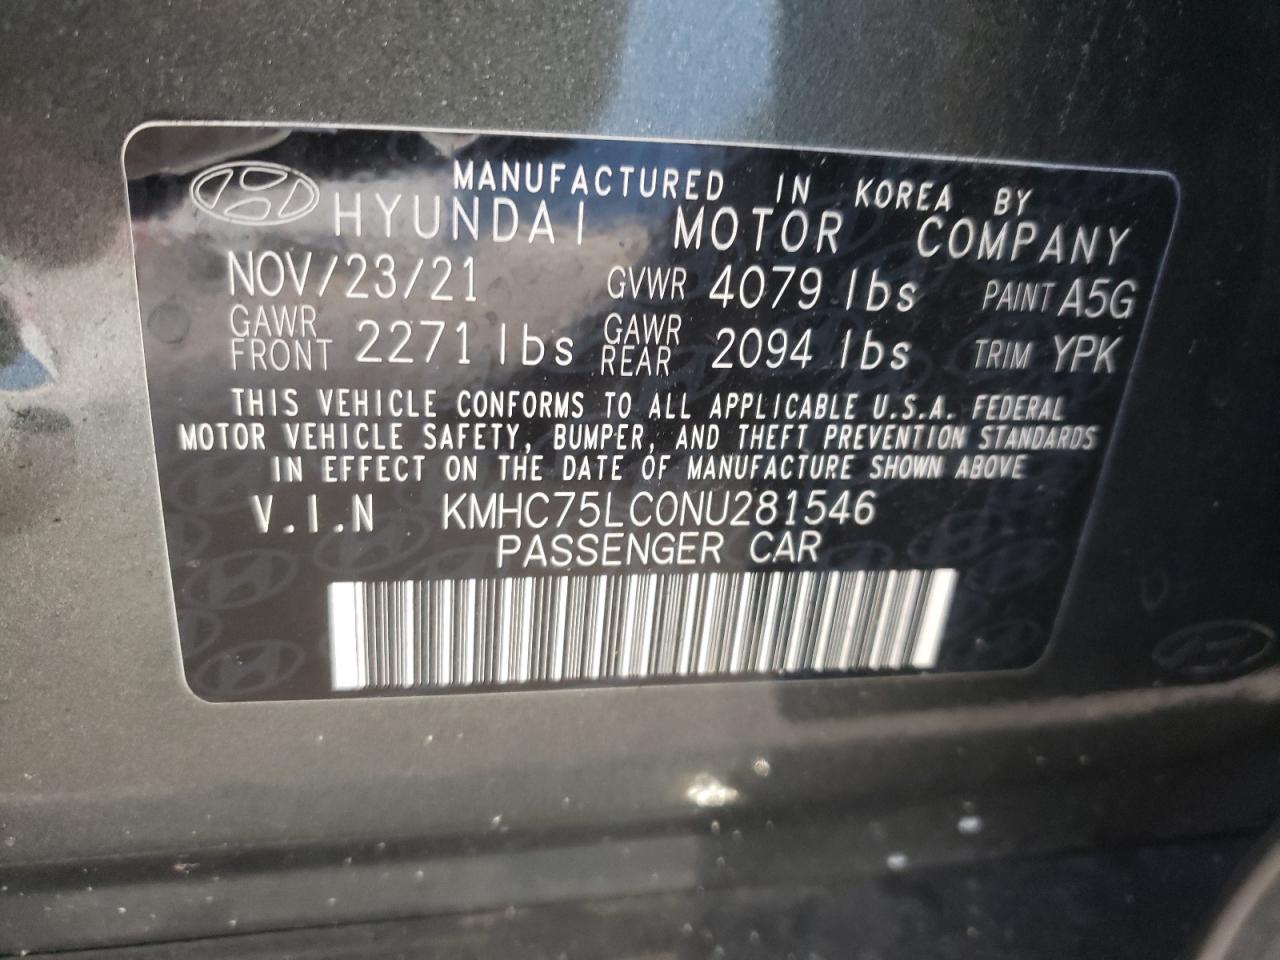 MANUFACTURED IN KOREA BY
HYUNDAI MOTOR COMPANY
NOV/23/21 GVWR 4079 lbs PAINT A5G
GAWR FRONT 2271 lbs GAWR REAR 2094 lbs TRIM YPK
THIS VEHICLE CONFORMS TO ALL APPLICABLE U.S.A. FEDERAL
MOTOR VEHICLE SAFETY, BUMPER, AND THEFT PREVENTION STANDARDS
IN EFFECT ON THE DATE OF MANUFACTURE SHOWN ABOVE
V.I.N KMHC75LC0NU281546
PASSENGER CAR